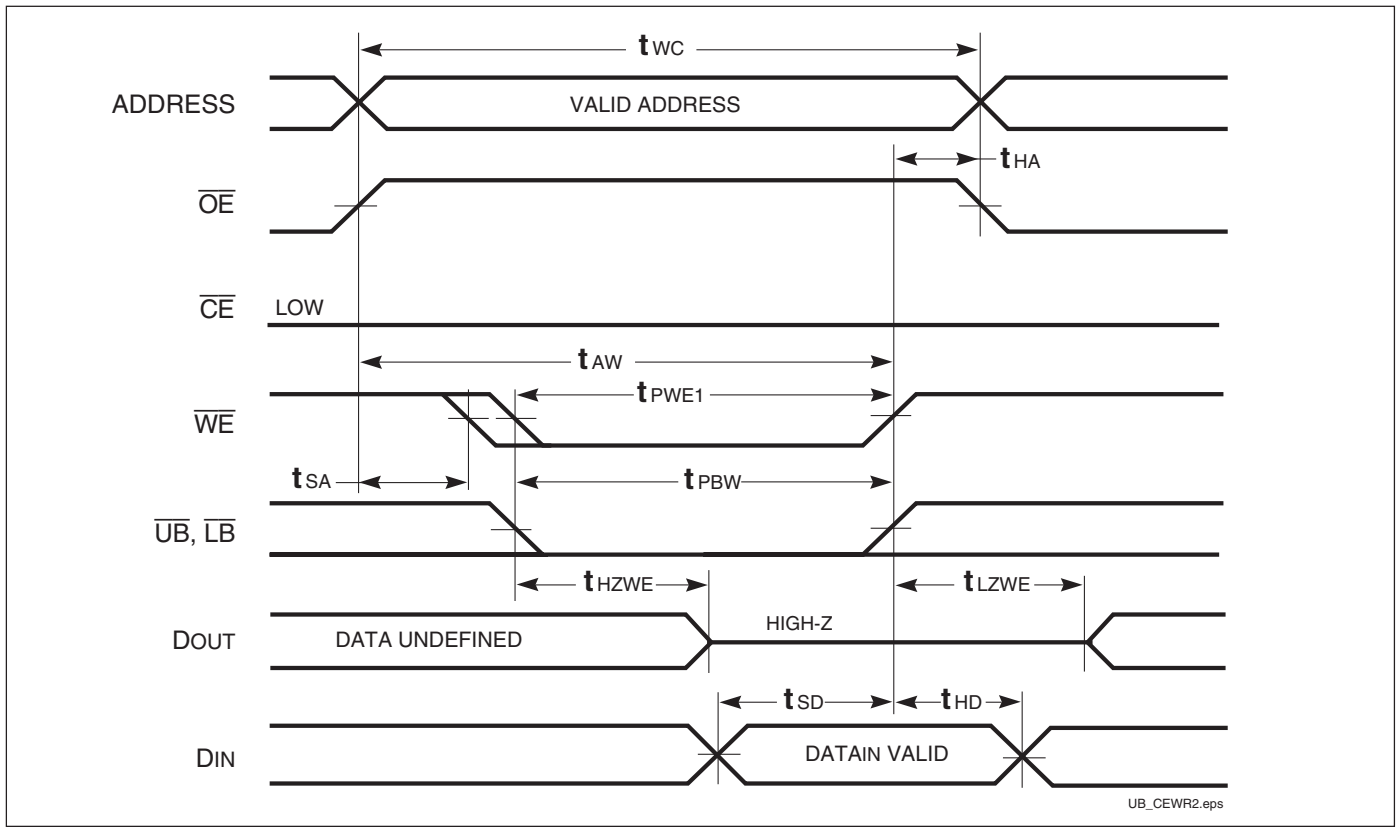 tWC
ADDRESS
VALID ADDRESS
tHA
OE
CE
LOW
tAW
tPWE1
WE
tSA
tPBW
UB, LB
tHZWE
tLZWE
HIGH-Z
DOUT
DATA UNDEFINED
tSD
tHD
DIN
DATAIN VALID
UB_CEWR2.eps